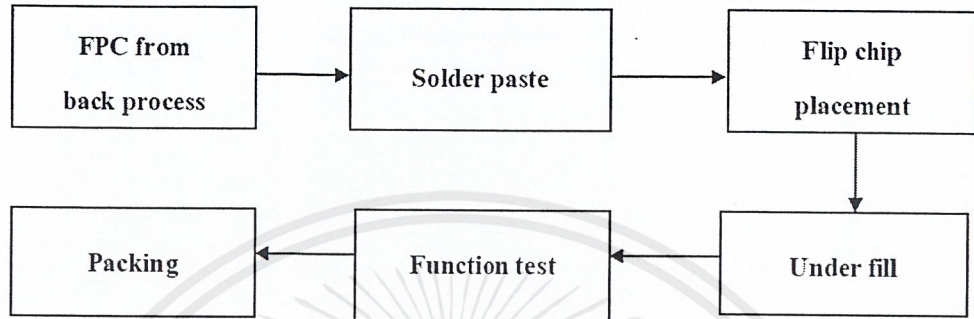 FPC from
back process
Solder paste
Flip chip
placement
Under fill
Function test
Packing